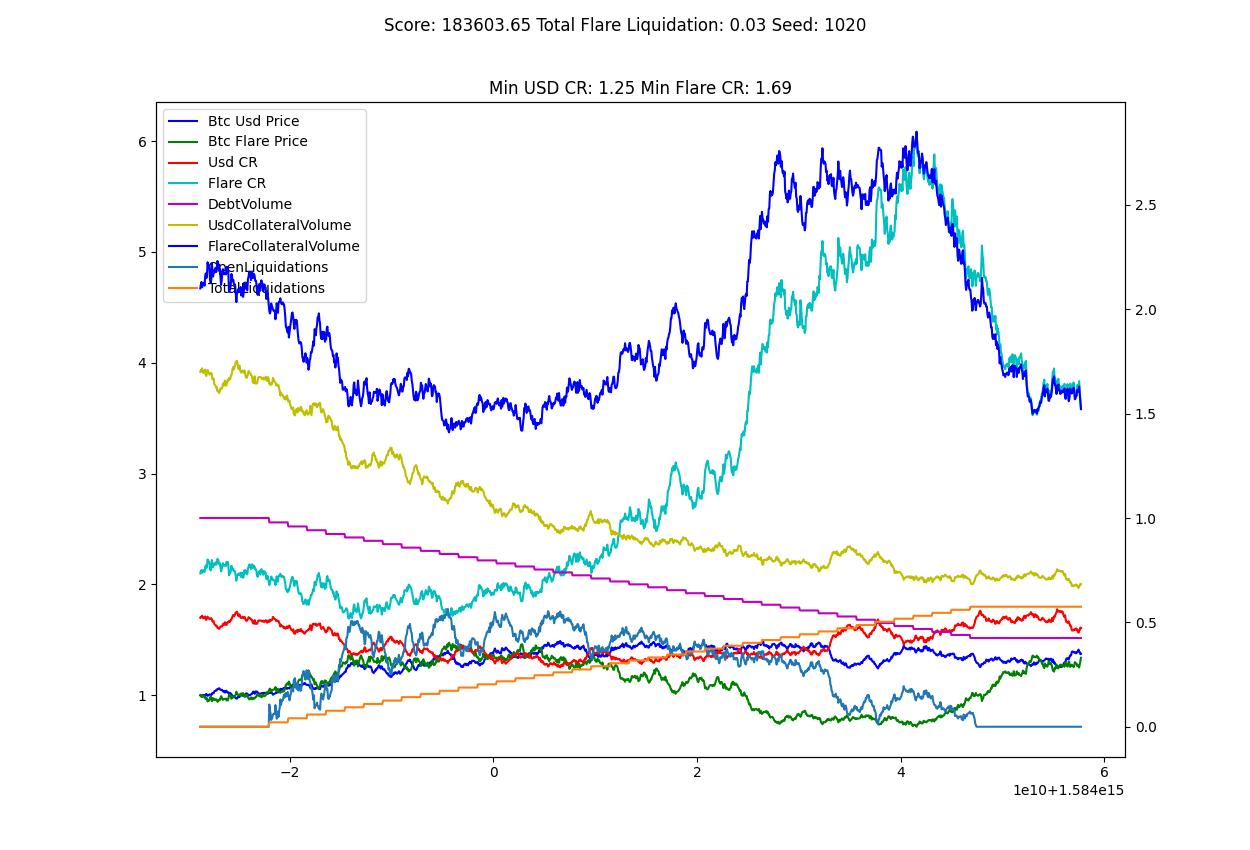 Score: 183603.65 Total Flare Liquidation: 0.03 Seed: 1020
Min USD CR: 1.25 Min Flare CR: 1.69
Btc Usd Price
Btc Flare Price
Usd CR
Flare CR
DebtVolume
UsdCollateralVolume
FlareCollateralVolume
OpenLiquidations
TotalLiquidations
6
5
4
3
2
1
2.5
2.0
1.5
1.0
0.5
0.0
−2
0
2
4
6
1e10+1.584e15